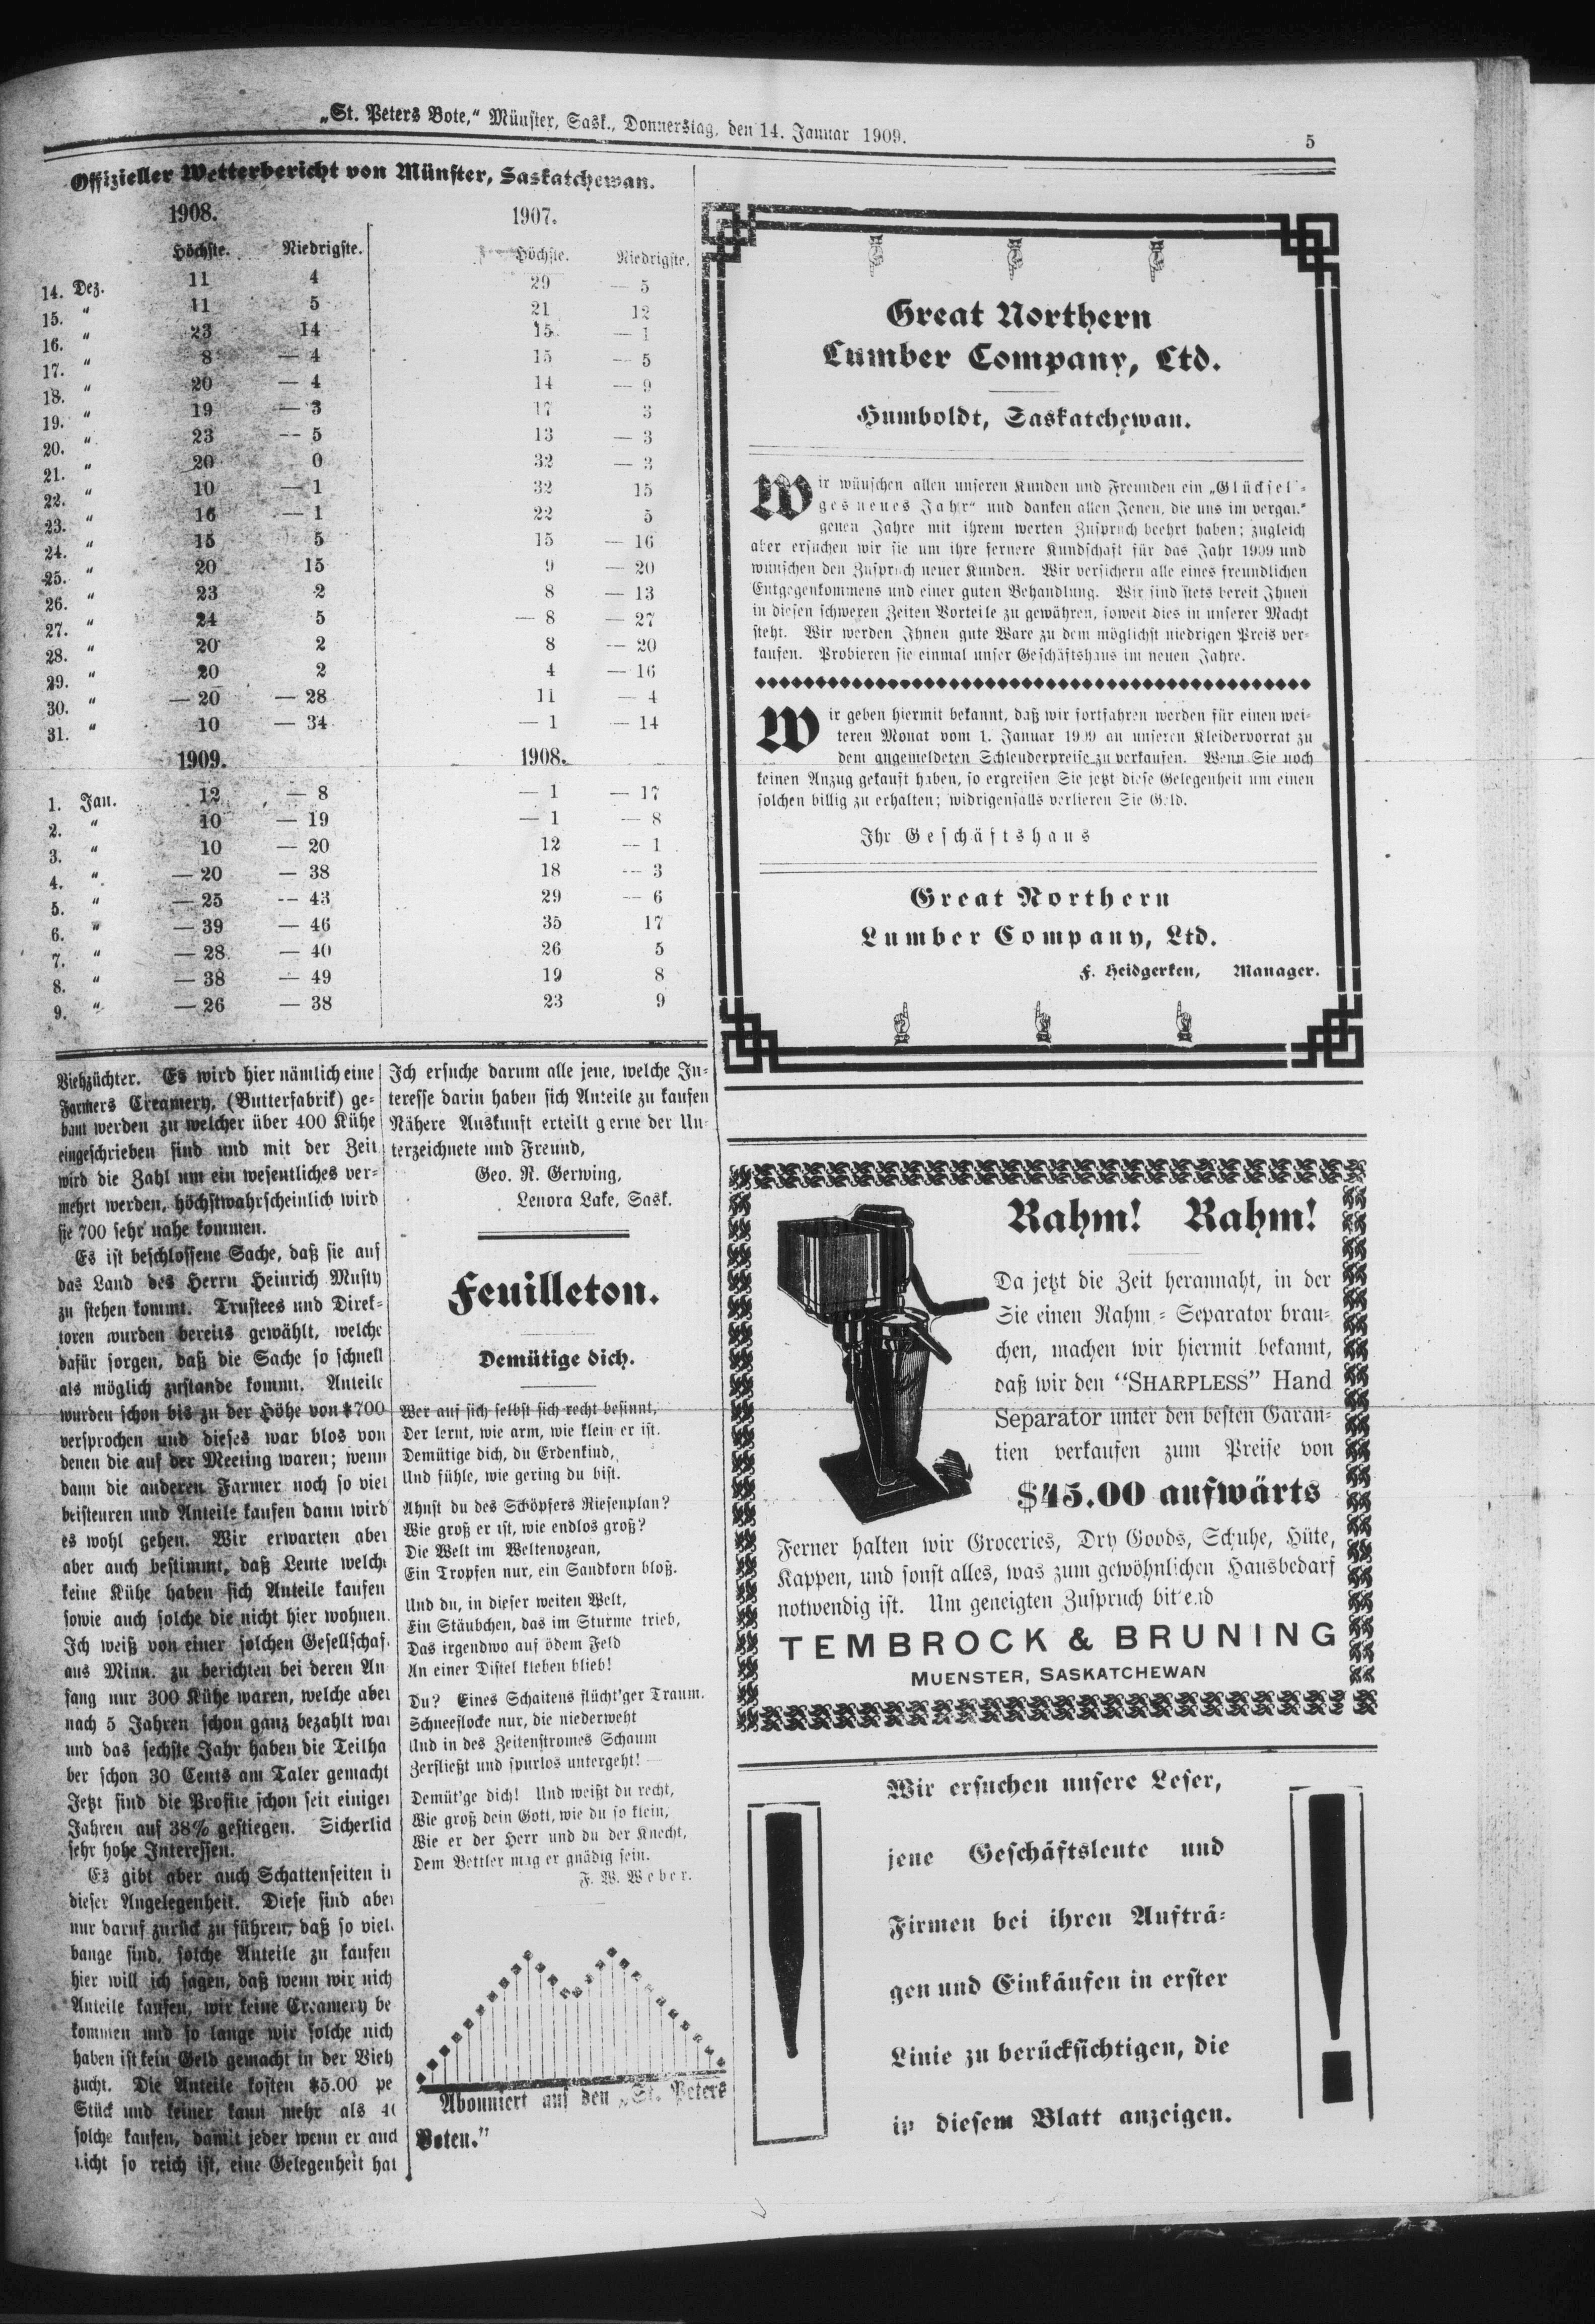 „St. Peters Bote,“ Münster, Sask., Donnerstag, den 14. Januar 1909.
5
Offizieller Wetterbericht von Münster, Saskatchewan.
1908. 1907.
Höchste. Niedrigste. Höchste. Niedrigste.
14. Dez. 11 4 29 — 5
15. " 11 5 21 12
16. " 23 14 15 — 1
17. " 8 — 4 15 — 5
18. " 20 — 4 14 — 9
19. " 19 — 3 17 3
20. " 23 — 5 13 — 3
21. " 20 0 32 — 3
22. " 10 — 1 32 15
23. " 16 — 1 22 5
24. " 15 5 15 — 16
25. " 20 15 9 — 20
26. " 23 2 8 — 13
27. " 24 5 — 8 — 27
28. " 20 2 8 — 20
29. " 20 2 4 — 16
30. " — 20 — 28 11 — 4
31. " 10 — 34 — 1 — 14
1909. 1908.
1. Jan. 12 — 8 — 1 — 17
2. " 10 — 19 — 1 — 8
3. " 10 — 20 12 — 1
4. " — 20 — 38 18 — 3
5. " — 25 — 43 29 — 6
6. " — 39 — 46 35 17
7. " — 28 — 40 26 5
8. " — 38 — 49 19 8
9. " — 26 — 38 23 9
Viehzüchter. Es wird hier nämlich eine
Farmers Creamery, (Butterfabrik) ge-
baut werden zu welcher über 400 Kühe
eingeschrieben sind und mit der Zeit
wird die Zahl um ein wesentliches ver-
mehrt werden, höchstwahrscheinlich wird
sie 700 sehr nahe kommen.
Es ist beschlossene Sache, daß sie auf
das Land des Herrn Heinrich Musty
zu stehen kommt. Trustees und Direk-
toren wurden bereits gewählt, welche
dafür sorgen, daß die Sache so schnell
als möglich zustande kommt. Anteile
wurden schon bis zu der Höhe von $700
versprochen und dieses war blos von
denen die auf der Meeting waren; wenn
dann die anderen Farmer noch so viel
beisteuren und Anteile kaufen dann wird
es wohl gehen. Wir erwarten aber
aber auch bestimmt, daß Leute welche
keine Kühe haben sich Anteile kaufen
sowie auch solche die nicht hier wohnen.
Ich weiß von einer solchen Gesellschaf
aus Minn. zu berichten bei deren An
fang nur 300 Kühe waren, welche aber
nach 5 Jahren schon ganz bezahlt war
und das sechste Jahr haben die Teilha
ber schon 30 Cents am Taler gemacht
Jetzt sind die Profite schon seit einiger
Jahren auf 38% gestiegen. Sicherlich
sehr hohe Interessen.
Es gibt aber auch Schattenseiten in
dieser Angelegenheit. Diese sind aber
nur daruf zurück zu führen, daß so viele
bange sind, solche Anteile zu kaufen
hier will ich sagen, daß wenn wir nich
Anteile kaufen, wir keine Creamery be
kommen und so lange wir solche nich
haben ist kein Geld gemacht in der Vieh
zucht. Die Anteile kosten $5.00 pe
Stück und keiner kann mehr als 40
solche kaufen, damit jeder wenn er auch
nicht so reich ist, eine Gelegenheit hat
Ich ersuche darum alle jene, welche In-
teresse darin haben sich Anteile zu kaufen
Nähere Auskunft erteilt gerne der Un-
terzeichnete und Freund,
Geo. N. Gerwing,
Lenora Lake, Sask.
Feuilleton.
Demütige dich.
Wer auf sich selbst sich recht besinnt,
Der lernt, wie arm, wie klein er ist.
Demütige dich, du Erdenkind,
Und fühle, wie gering du bist.
Ahnst du des Schöpfers Riesenplan?
Wie groß er ist, wie endlos groß?
Die Welt im Weltenozean,
Ein Tropfen nur, ein Sandkorn bloß.
Und du, in dieser weiten Welt,
Ein Stäubchen, das im Sturme trieb,
Das irgendwo auf ödem Feld
An einer Distel kleben blieb!
Du? Eines Schattens flücht'ger Traum.
Schneeflocke nur, die niederweht
Und in des Zeitenstromes Schaum
Zerfließt und spurlos untergeht! —
Demüt'ge dich! Und weißt du recht,
Wie groß dein Gott, wie du so klein,
Wie er der Herr und du der Knecht,
Dem Bettler mag er gnädig sein.
F. W. Weber.
Abonniert auf den „St. Peters
Boten.“
Great Northern
Lumber Company, Ltd.
Humboldt, Saskatchewan.
Wir wünschen allen unseren Kunden und Freunden ein „Glücksel-
ges neues Jahr“ und danken allen Jenen, die uns im vergan-
genen Jahre mit ihrem werten Zuspruch beehrt haben; zugleich
aber ersuchen wir sie um ihre fernere Kundschaft für das Jahr 1909 und
wünschen den Zuspruch neuer Kunden. Wir versichern alle eines freundlichen
Entgegenkommens und einer guten Behandlung. Wir sind stets bereit Ihnen
in diesen schweren Zeiten Vorteile zu gewähren, soweit dies in unserer Macht
steht. Wir werden Ihnen gute Ware zu dem möglichst niedrigen Preis ver-
kaufen. Probieren sie einmal unser Geschäftshaus im neuen Jahre.
Wir geben hiermit bekannt, daß wir fortfahren werden für einen wei-
teren Monat vom 1. Januar 1909 an unseren Kleidervorrat zu
dem angemeldeten Schleuderpreise zu verkaufen. Wenn Sie noch
keinen Anzug gekauft haben, so ergreifen Sie jetzt diese Gelegenheit um einen
solchen billig zu erhalten; widrigenfalls verlieren Sie Geld.
Ihr Geschäftshaus
Great Northern
Lumber Company, Ltd.
F. Heidgerken, Manager.
Rahm! Rahm!
Da jetzt die Zeit herannaht, in der
Sie einen Rahm-Separator brau-
chen, machen wir hiermit bekannt,
daß wir den “SHARPLESS” Hand
Separator unter den besten Garan-
tien verkaufen zum Preise von
$45.00 aufwärts
Ferner halten wir Groceries, Dry Goods, Schuhe, Hüte,
Kappen, und sonst alles, was zum gewöhnlichen Hausbedarf
notwendig ist. Um geneigten Zuspruch bittend
TEMBROCK & BRUNING
MUENSTER, SASKATCHEWAN
Wir ersuchen unsere Leser,
jene Geschäftsleute und
Firmen bei ihren Aufträ-
gen und Einkäufen in erster
Linie zu berücksichtigen, die
in diesem Blatt anzeigen.